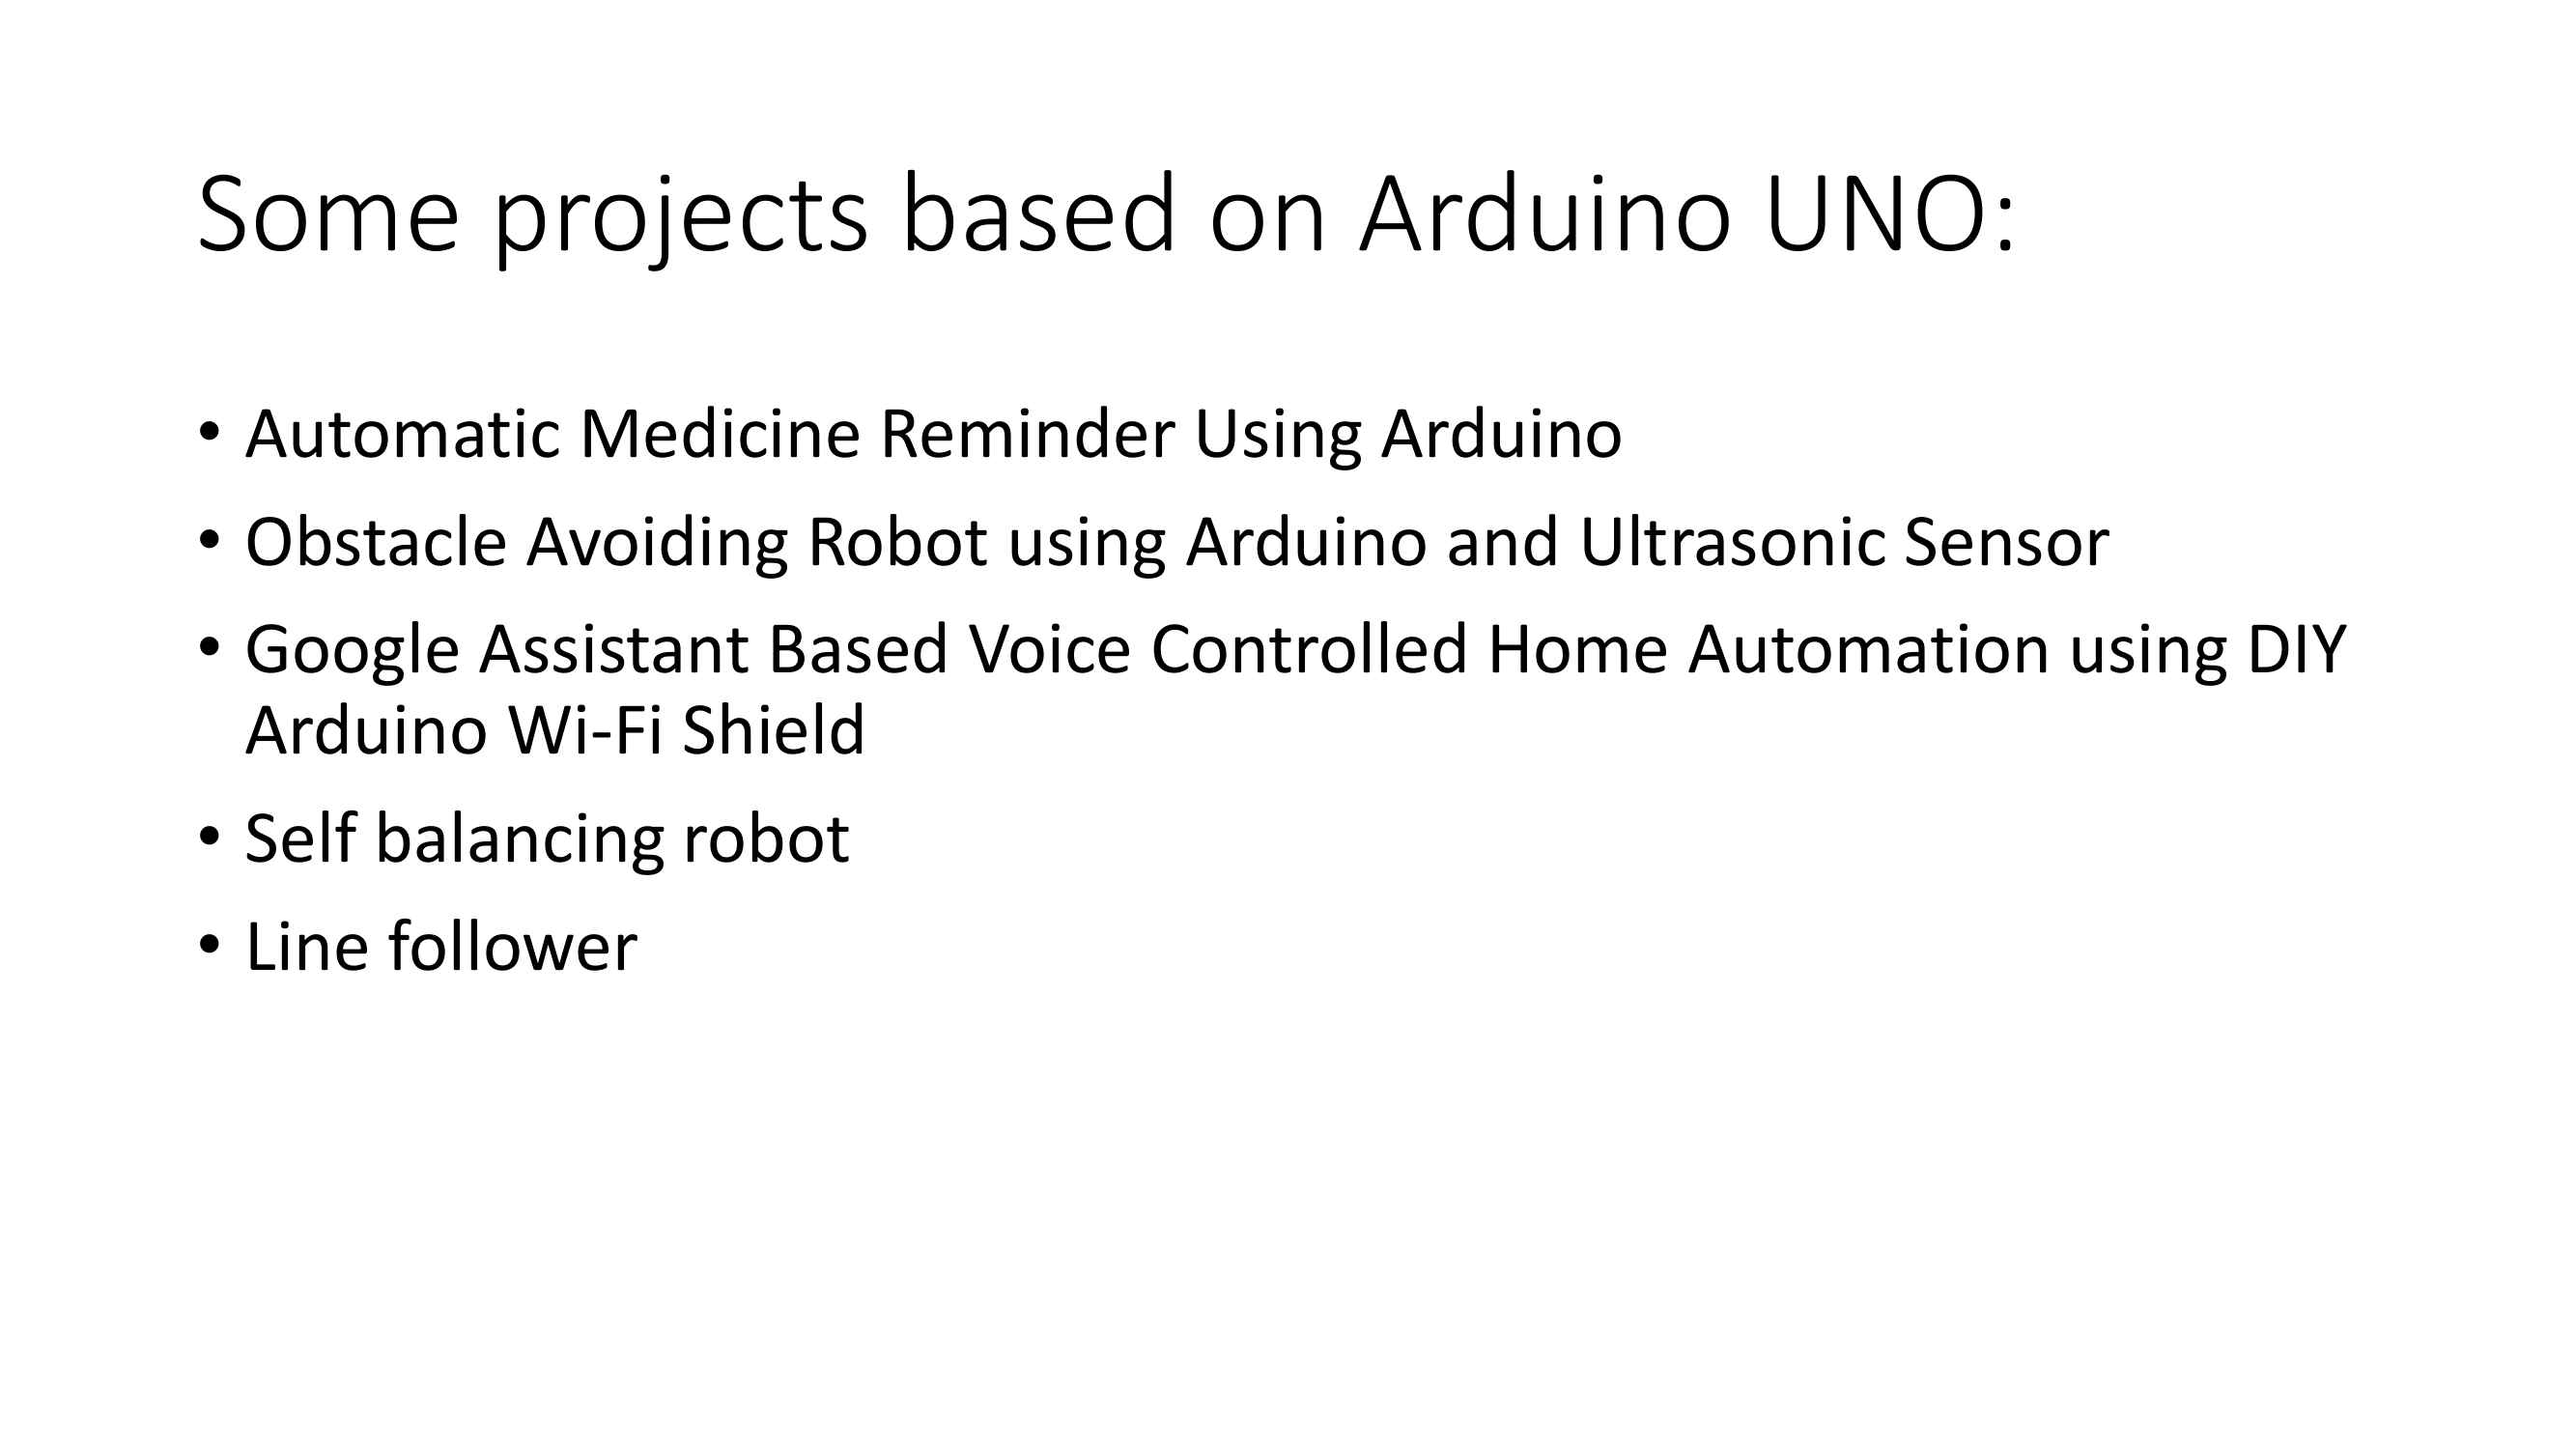 Some projects based on Arduino UNO:
• Automatic Medicine Reminder Using Arduino
• Obstacle Avoiding Robot using Arduino and Ultrasonic Sensor
• Google Assistant Based Voice Controlled Home Automation using DIY
Arduino Wi-Fi Shield
• Self balancing robot
• Line follower